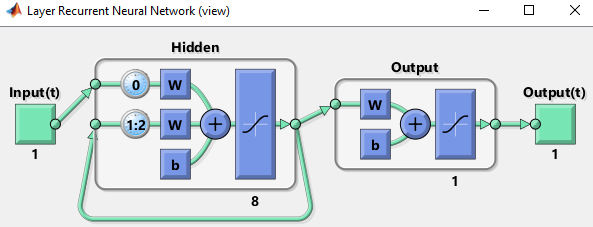 Layer Recurrent Neural Network (view)
Hidden
Output
Input(t)
Output(t)
0
W
1:2
W
b
+
W
b
+
1
8
1
1